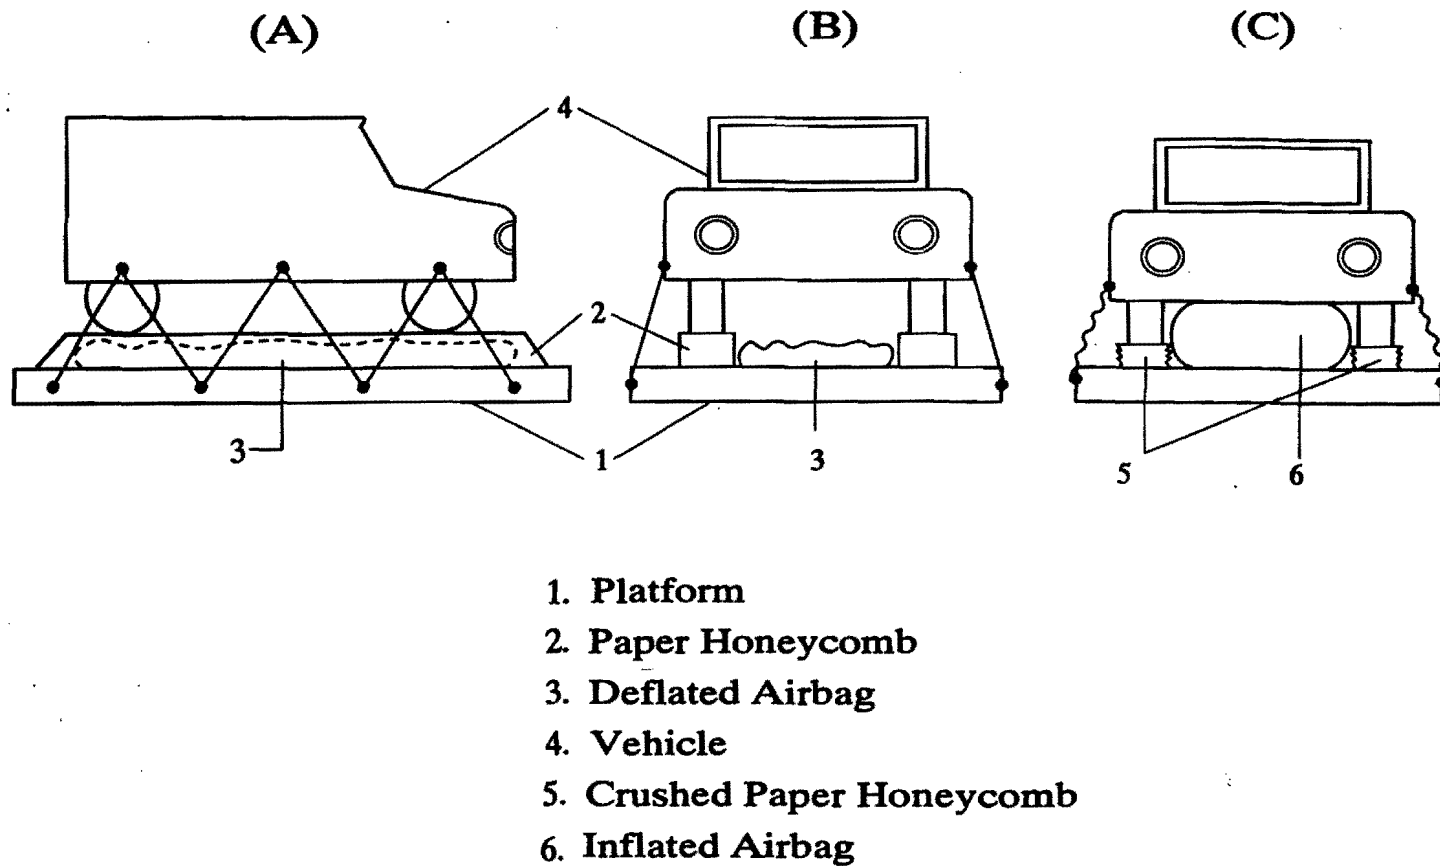 (A) (B) (C)
4
2
3 1 3
5 6
1. Platform
2. Paper Honeycomb
3. Deflated Airbag
4. Vehicle
5. Crushed Paper Honeycomb
6. Inflated Airbag